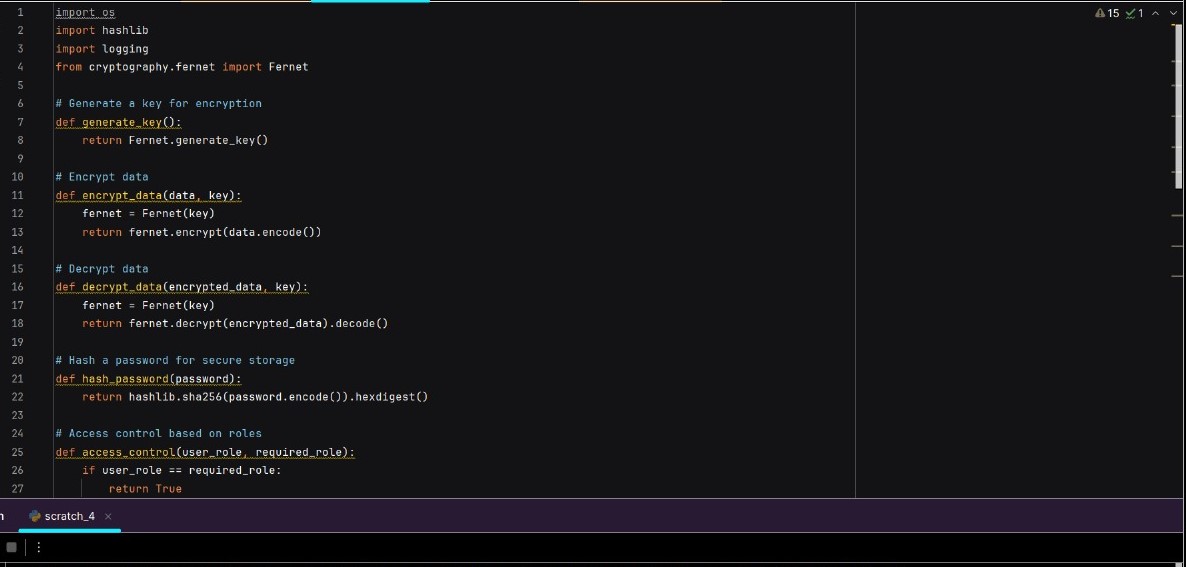 1 import os
2 import hashlib
3 import logging
4 from cryptography.fernet import Fernet
5
6 # Generate a key for encryption
7 def generate_key():
8     return Fernet.generate_key()
9
10 # Encrypt data
11 def encrypt_data(data, key):
12     fernet = Fernet(key)
13     return fernet.encrypt(data.encode())
14
15 # Decrypt data
16 def decrypt_data(encrypted_data, key):
17     fernet = Fernet(key)
18     return fernet.decrypt(encrypted_data).decode()
19
20 # Hash a password for secure storage
21 def hash_password(password):
22     return hashlib.sha256(password.encode()).hexdigest()
23
24 # Access control based on roles
25 def access_control(user_role, required_role):
26     if user_role == required_role:
27         return True
15 1
scratch_4